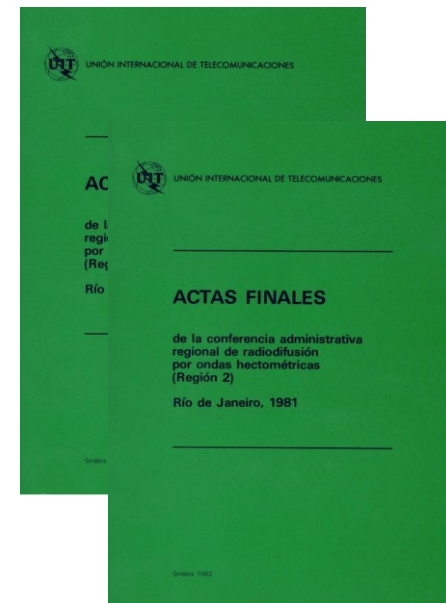 UIT UNIÓN INTERNACIONAL DE TELECOMUNICACIONES
AC
de l
regi
por
(Reg
Río
Ginebra
UIT UNIÓN INTERNACIONAL DE TELECOMUNICACIONES
ACTAS FINALES
de la conferencia administrativa
regional de radiodifusión
por ondas hectométricas
(Región 2)
Río de Janeiro, 1981
Ginebra 1982